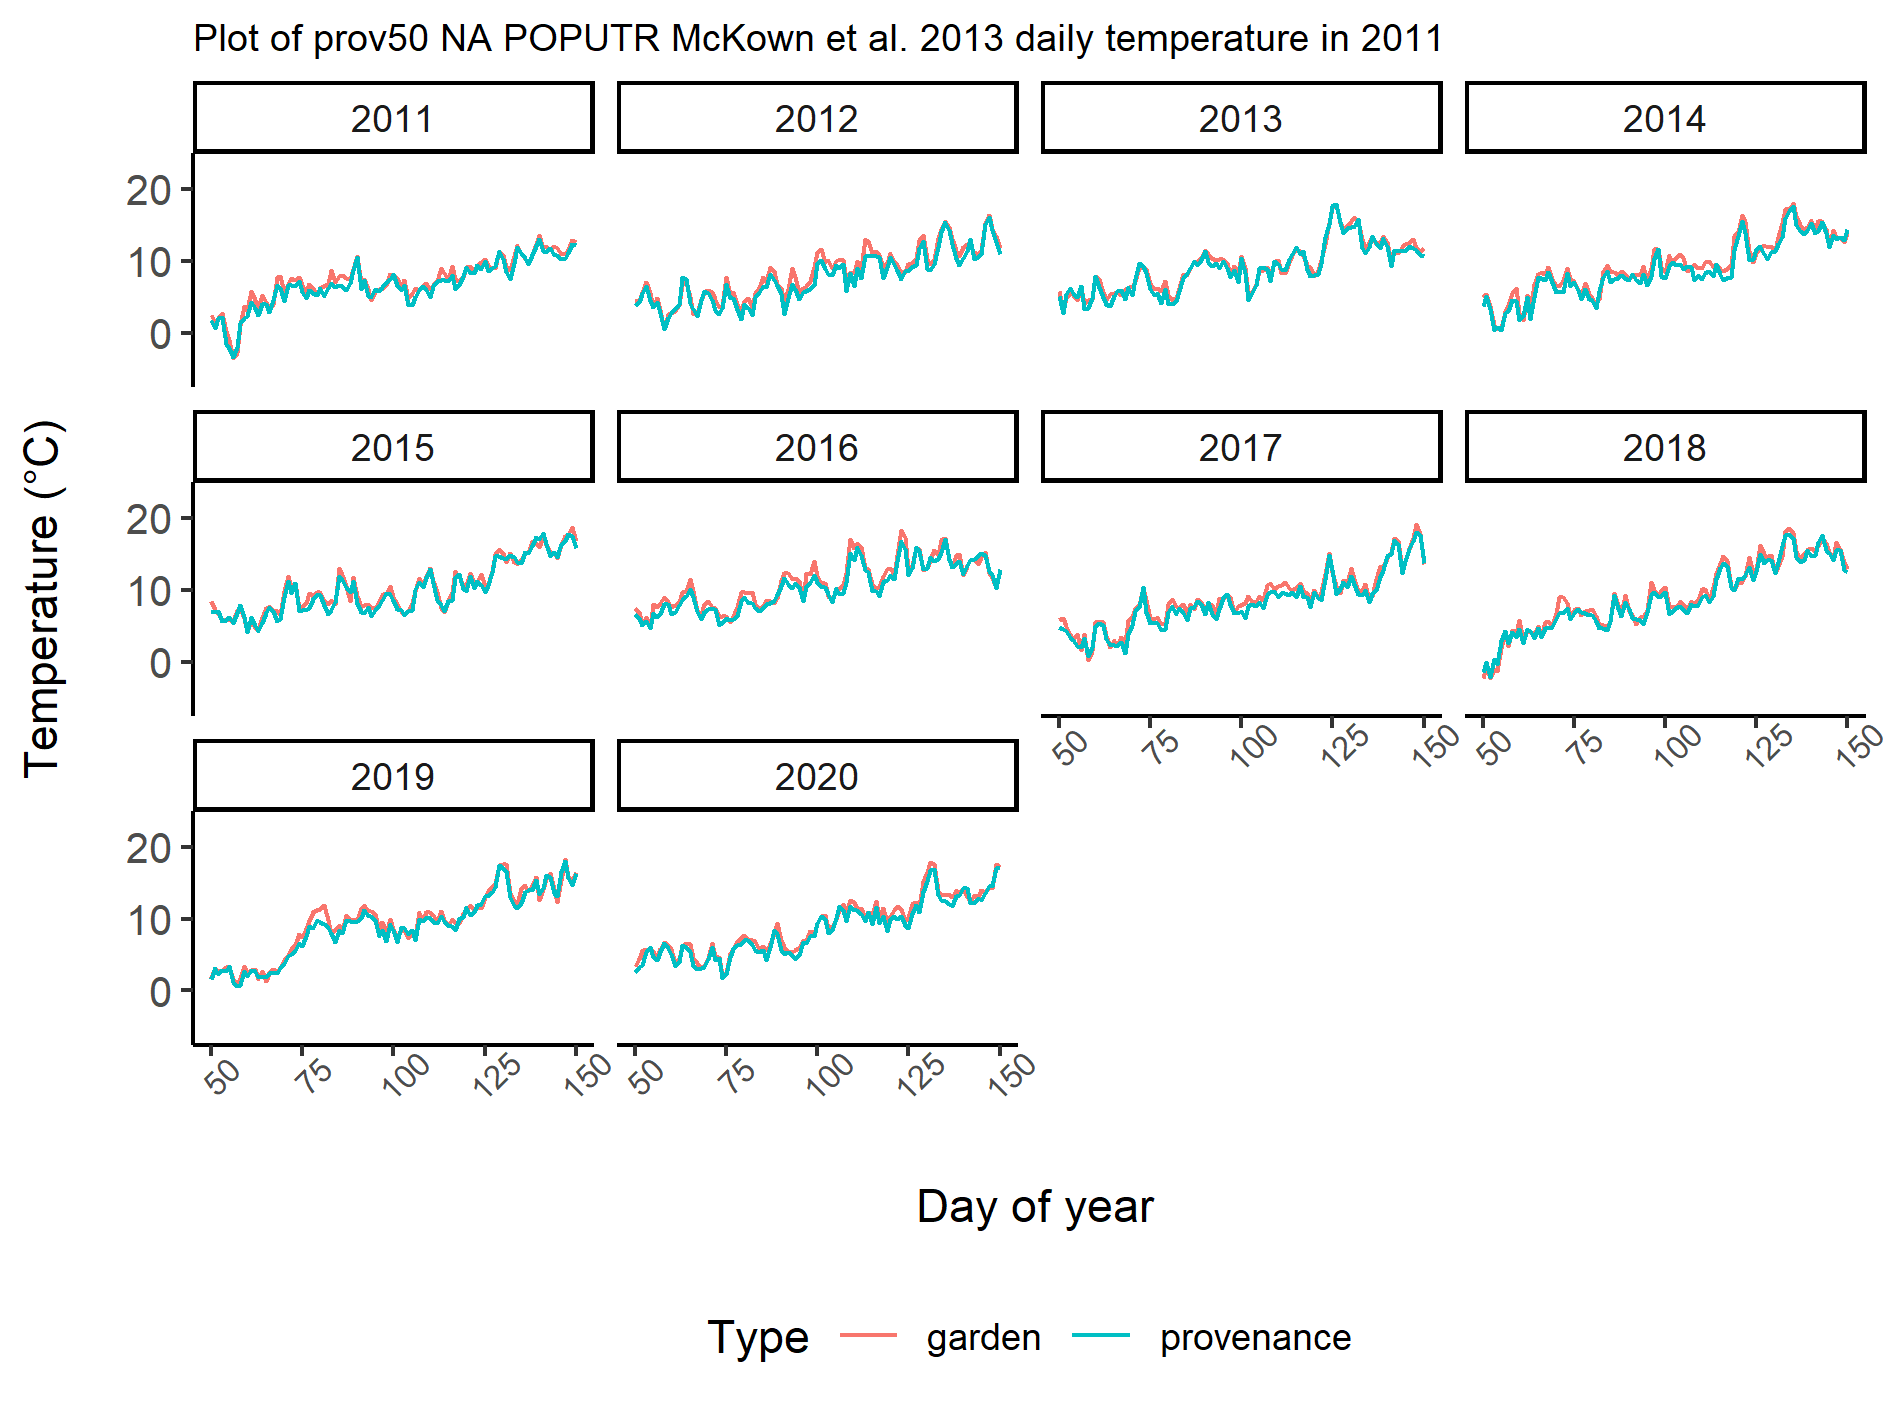 Plot of prov50 NA POPUTR McKown et al. 2013 daily temperature in 2011
2011 2012 2013 2014
20
10
0
2015 2016 2017 2018
20
10
0
50 75 100 125 150 50 75 100 125 150
2019 2020
20
10
0
50 75 100 125 150 50 75 100 125 150
Temperature (°C)
Day of year
Type garden provenance